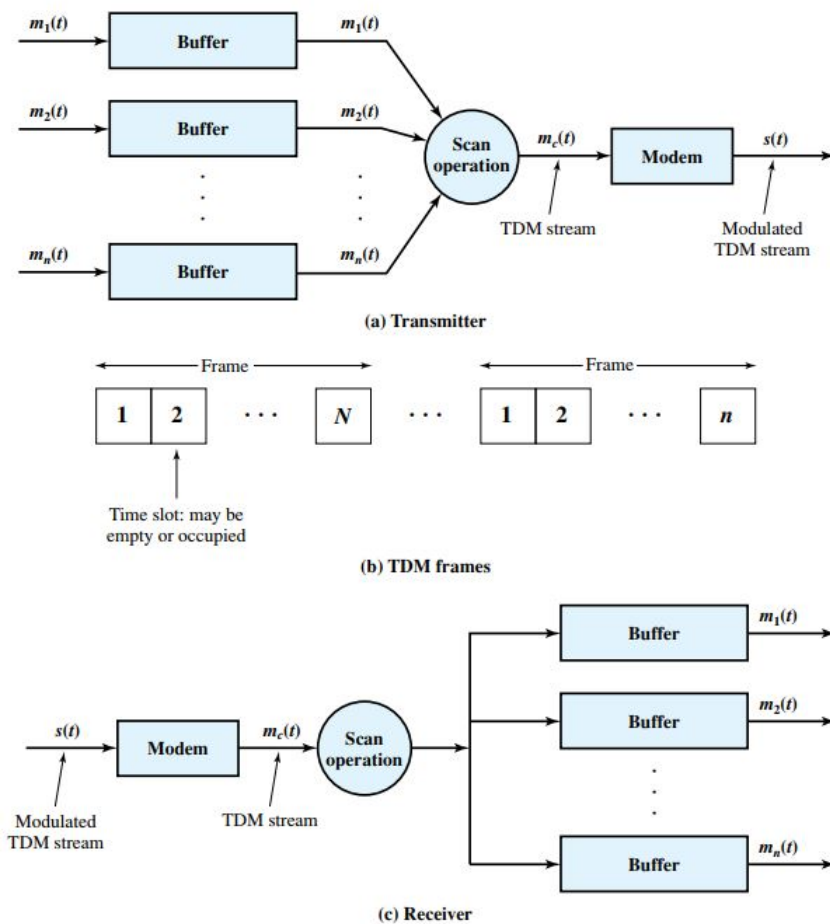 m₁(t) Buffer m₁(t)
m₂(t) Buffer m₂(t)
Scan operation
m_c(t) Modem s(t)
. . .
. . .
TDM stream
Modulated TDM stream
mₙ(t) Buffer mₙ(t)
(a) Transmitter
Frame Frame
1 2 · · · N · · · 1 2 · · · n
Time slot: may be
empty or occupied
(b) TDM frames
Buffer m₁(t)
Buffer m₂(t)
s(t) Modem m_c(t) Scan operation
. . .
. . .
Modulated TDM stream
TDM stream
Buffer mₙ(t)
(c) Receiver